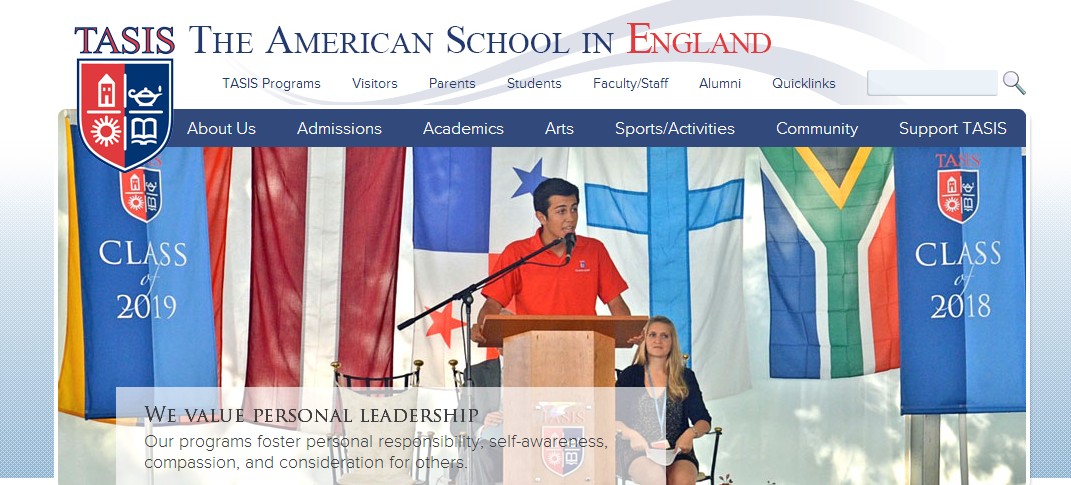 TASIS THE AMERICAN SCHOOL IN ENGLAND
TASIS Programs Visitors Parents Students Faculty/Staff Alumni Quicklinks
About Us Admissions Academics Arts Sports/Activities Community Support TASIS
TASIS
CLASS
of
2019
TASIS
CLASS
of
2018
TASIS
WE VALUE PERSONAL LEADERSHIP
Our programs foster personal responsibility, self-awareness,
compassion, and consideration for others.